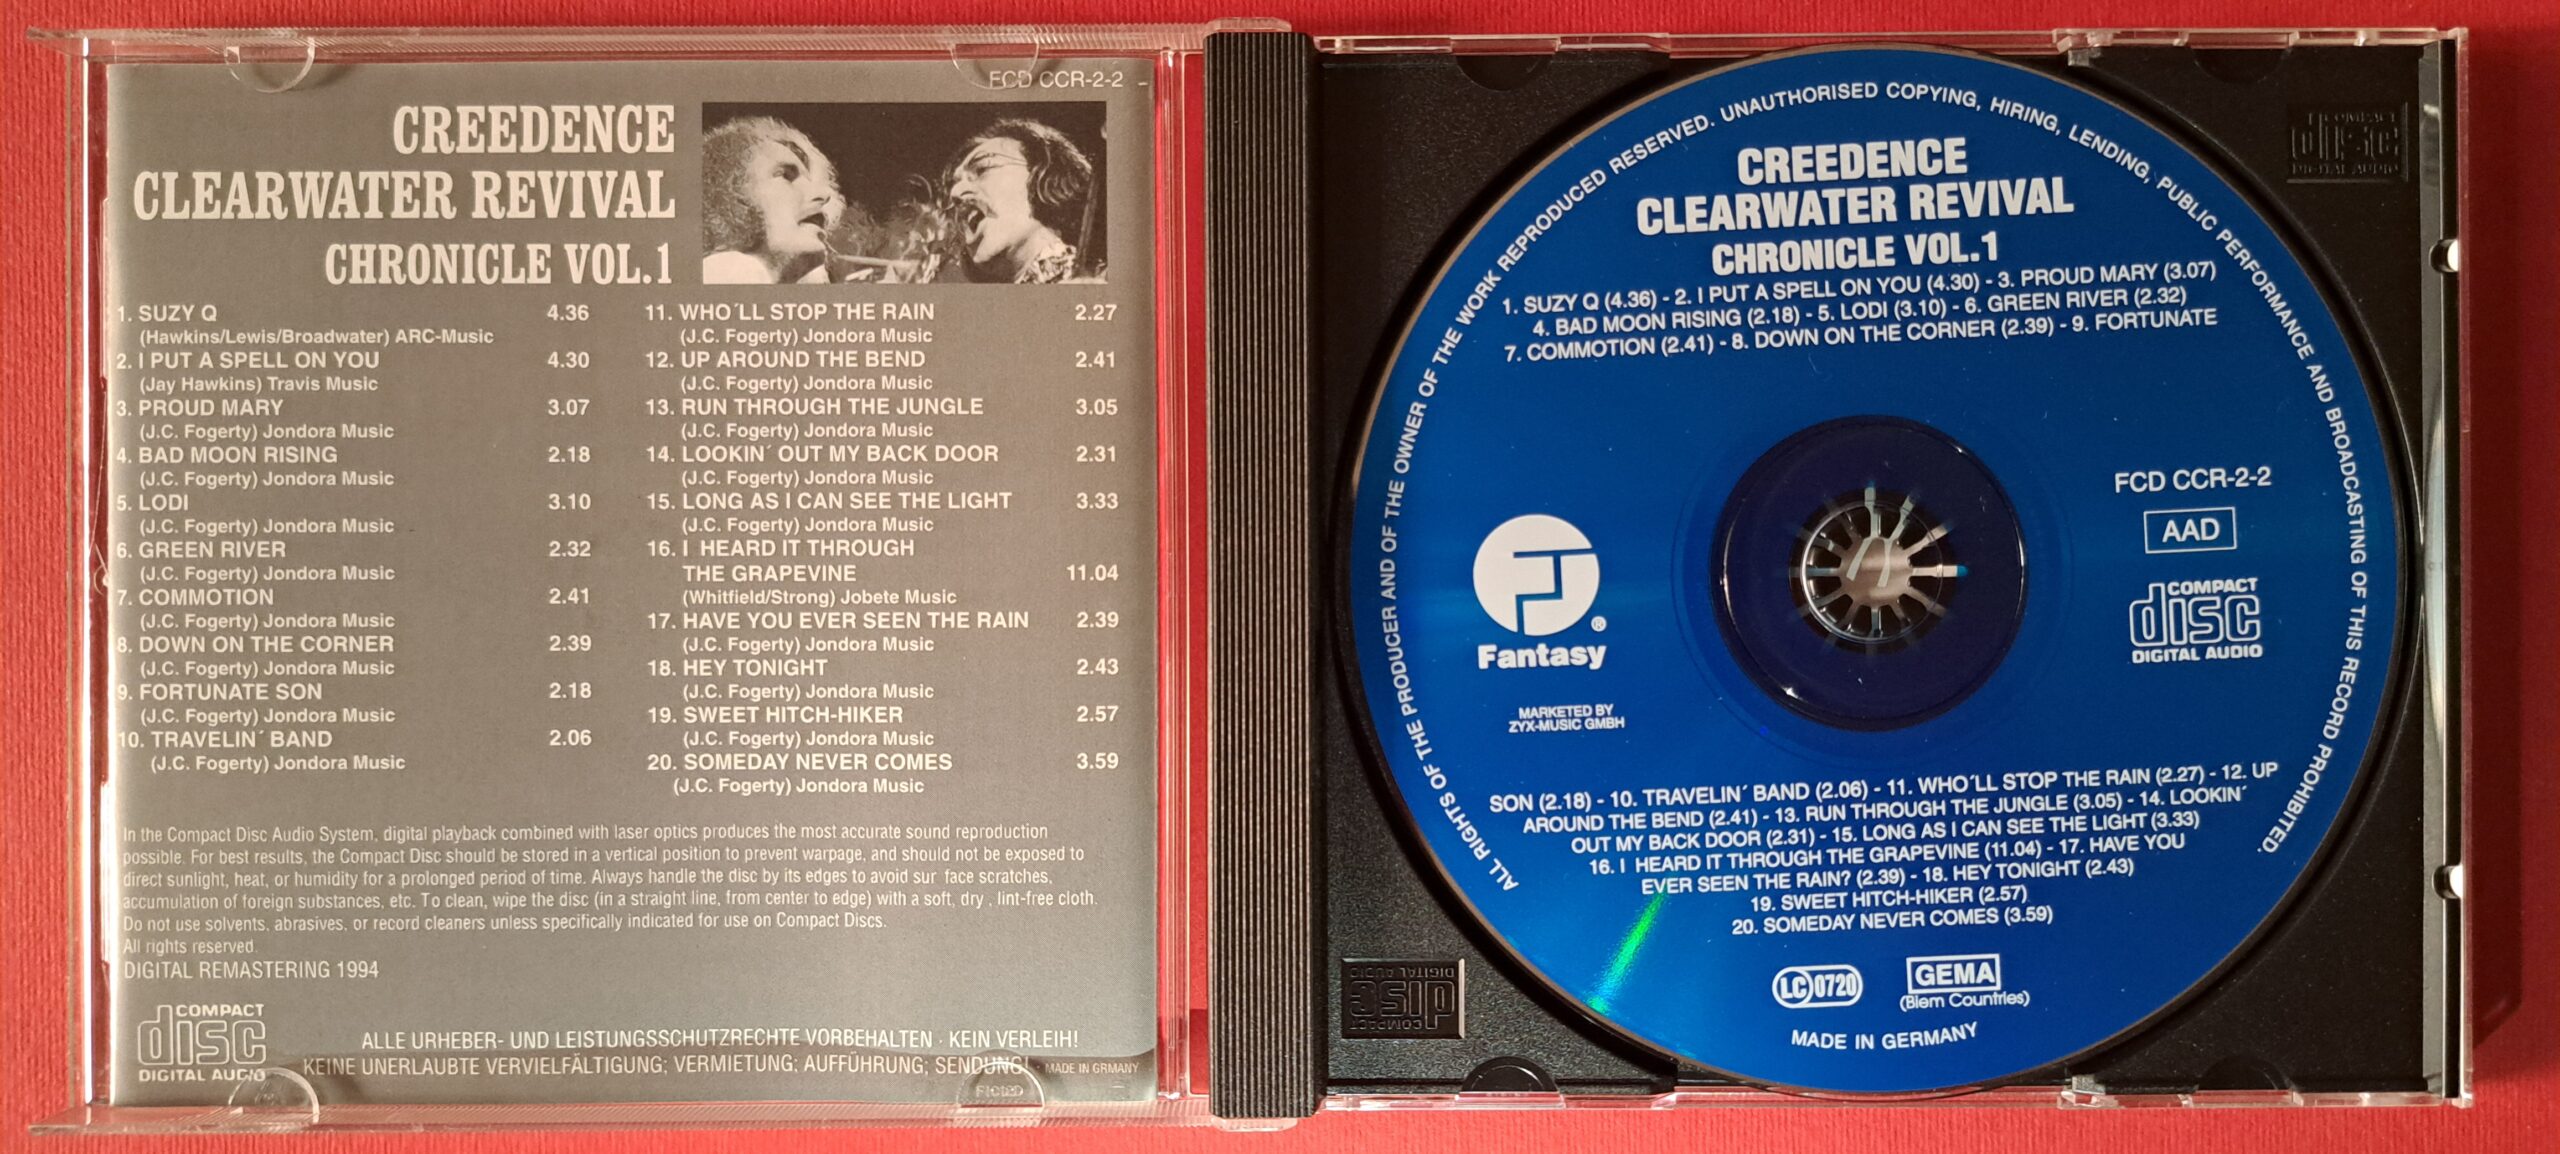 FCD CCR-2-2
CREEDENCE
CLEARWATER REVIVAL
CHRONICLE VOL.1
1. SUZY Q 4.36
(Hawkins/Lewis/Broadwater) ARC-Music
2. I PUT A SPELL ON YOU 4.30
(Jay Hawkins) Travis Music
3. PROUD MARY 3.07
(J.C. Fogerty) Jondora Music
4. BAD MOON RISING 2.18
(J.C. Fogerty) Jondora Music
5. LODI 3.10
(J.C. Fogerty) Jondora Music
6. GREEN RIVER 2.32
(J.C. Fogerty) Jondora Music
7. COMMOTION 2.41
(J.C. Fogerty) Jondora Music
8. DOWN ON THE CORNER 2.39
(J.C. Fogerty) Jondora Music
9. FORTUNATE SON 2.18
(J.C. Fogerty) Jondora Music
10. TRAVELIN´ BAND 2.06
(J.C. Fogerty) Jondora Music
11. WHO´LL STOP THE RAIN 2.27
(J.C. Fogerty) Jondora Music
12. UP AROUND THE BEND 2.41
(J.C. Fogerty) Jondora Music
13. RUN THROUGH THE JUNGLE 3.05
(J.C. Fogerty) Jondora Music
14. LOOKIN´ OUT MY BACK DOOR 2.31
(J.C. Fogerty) Jondora Music
15. LONG AS I CAN SEE THE LIGHT 3.33
(J.C. Fogerty) Jondora Music
16. I HEARD IT THROUGH
THE GRAPEVINE 11.04
(Whitfield/Strong) Jobete Music
17. HAVE YOU EVER SEEN THE RAIN 2.39
(J.C. Fogerty) Jondora Music
18. HEY TONIGHT 2.43
(J.C. Fogerty) Jondora Music
19. SWEET HITCH-HIKER 2.57
(J.C. Fogerty) Jondora Music
20. SOMEDAY NEVER COMES 3.59
(J.C. Fogerty) Jondora Music
In the Compact Disc Audio System, digital playback combined with laser optics produces the most accurate sound reproduction
possible. For best results, the Compact Disc should be stored in a vertical position to prevent warpage, and should not be exposed to
direct sunlight, heat, or humidity for a prolonged period of time. Always handle the disc by its edges to avoid sur face scratches,
accumulation of foreign substances, etc. To clean, wipe the disc (in a straight line, from center to edge) with a soft, dry , lint-free cloth.
Do not use solvents, abrasives, or record cleaners unless specifically indicated for use on Compact Discs.
All rights reserved.
DIGITAL REMASTERING 1994
COMPACT
disc
DIGITAL AUDIO
ALLE URHEBER- UND LEISTUNGSSCHUTZRECHTE VORBEHALTEN · KEIN VERLEIH!
KEINE UNERLAUBTE VERVIELFÄLTIGUNG; VERMIETUNG; AUFFÜHRUNG; SENDUNG! · MADE IN GRMANY
ALL RIGHTS OF THE PRODUCER AND OF THE OWNER OF THE WORK REPRODUCED RESERVED. UNAUTHORISED COPYING, HIRING, LENDING, PUBLIC PERFORMANCE AND BROADCASTING OF THIS RECORD PROHIBITED.
CREEDENCE
CLEARWATER REVIVAL
CHRONICLE VOL.1
1. SUZY Q (4.36) - 2. I PUT A SPELL ON YOU (4.30) - 3. PROUD MARY (3.07)
4. BAD MOON RISING (2.18) - 5. LODI (3.10) - 6. GREEN RIVER (2.32)
7. COMMOTION (2.41) - 8. DOWN ON THE CORNER (2.39) - 9. FORTUNATE
FCD CCR-2-2
AAD
COMPACT
disc
DIGITAL AUDIO
Fantasy ®
MARKETED BY
ZYX-MUSIC GMBH
SON (2.18) - 10. TRAVELIN´ BAND (2.06) - 11. WHO´LL STOP THE RAIN (2.27) - 12. UP
AROUND THE BEND (2.41) - 13. RUN THROUGH THE JUNGLE (3.05) - 14. LOOKIN´
OUT MY BACK DOOR (2.31) - 15. LONG AS I CAN SEE THE LIGHT (3.33)
16. I HEARD IT THROUGH THE GRAPEVINE (11.04) - 17. HAVE YOU
EVER SEEN THE RAIN? (2.39) - 18. HEY TONIGHT (2.43)
19. SWEET HITCH-HIKER (2.57)
20. SOMEDAY NEVER COMES (3.59)
LC 0720
GEMA
(Biem Countries)
MADE IN GERMANY
COMPACT
disc
DIGITAL AUDIO
COMPACT
disc
DIGITAL AUDIO